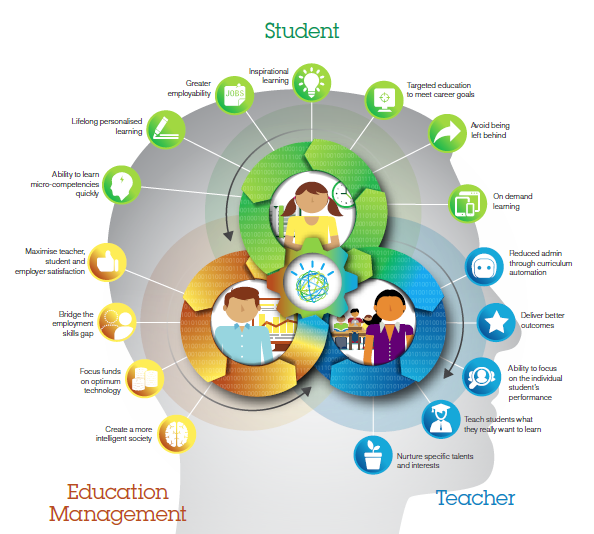 Student
Inspirational
learning
Greater
employability
JOBS
Targeted education
to meet career goals
Lifelong personalised
learning
Avoid being
left behind
Ability to learn
micro-competencies
quickly
On demand
learning
Maximise teacher,
student and
employer satisfaction
Reduced admin
through curriculum
automation
Bridge the
employment
skills gap
Deliver better
outcomes
Focus funds
on optimum
technology
Ability to focus
on the individual
student's
performance
Create a more
intelligent society
Teach students what
they really want to learn
Nurture specific talents
and interests
Education
Management
Teacher